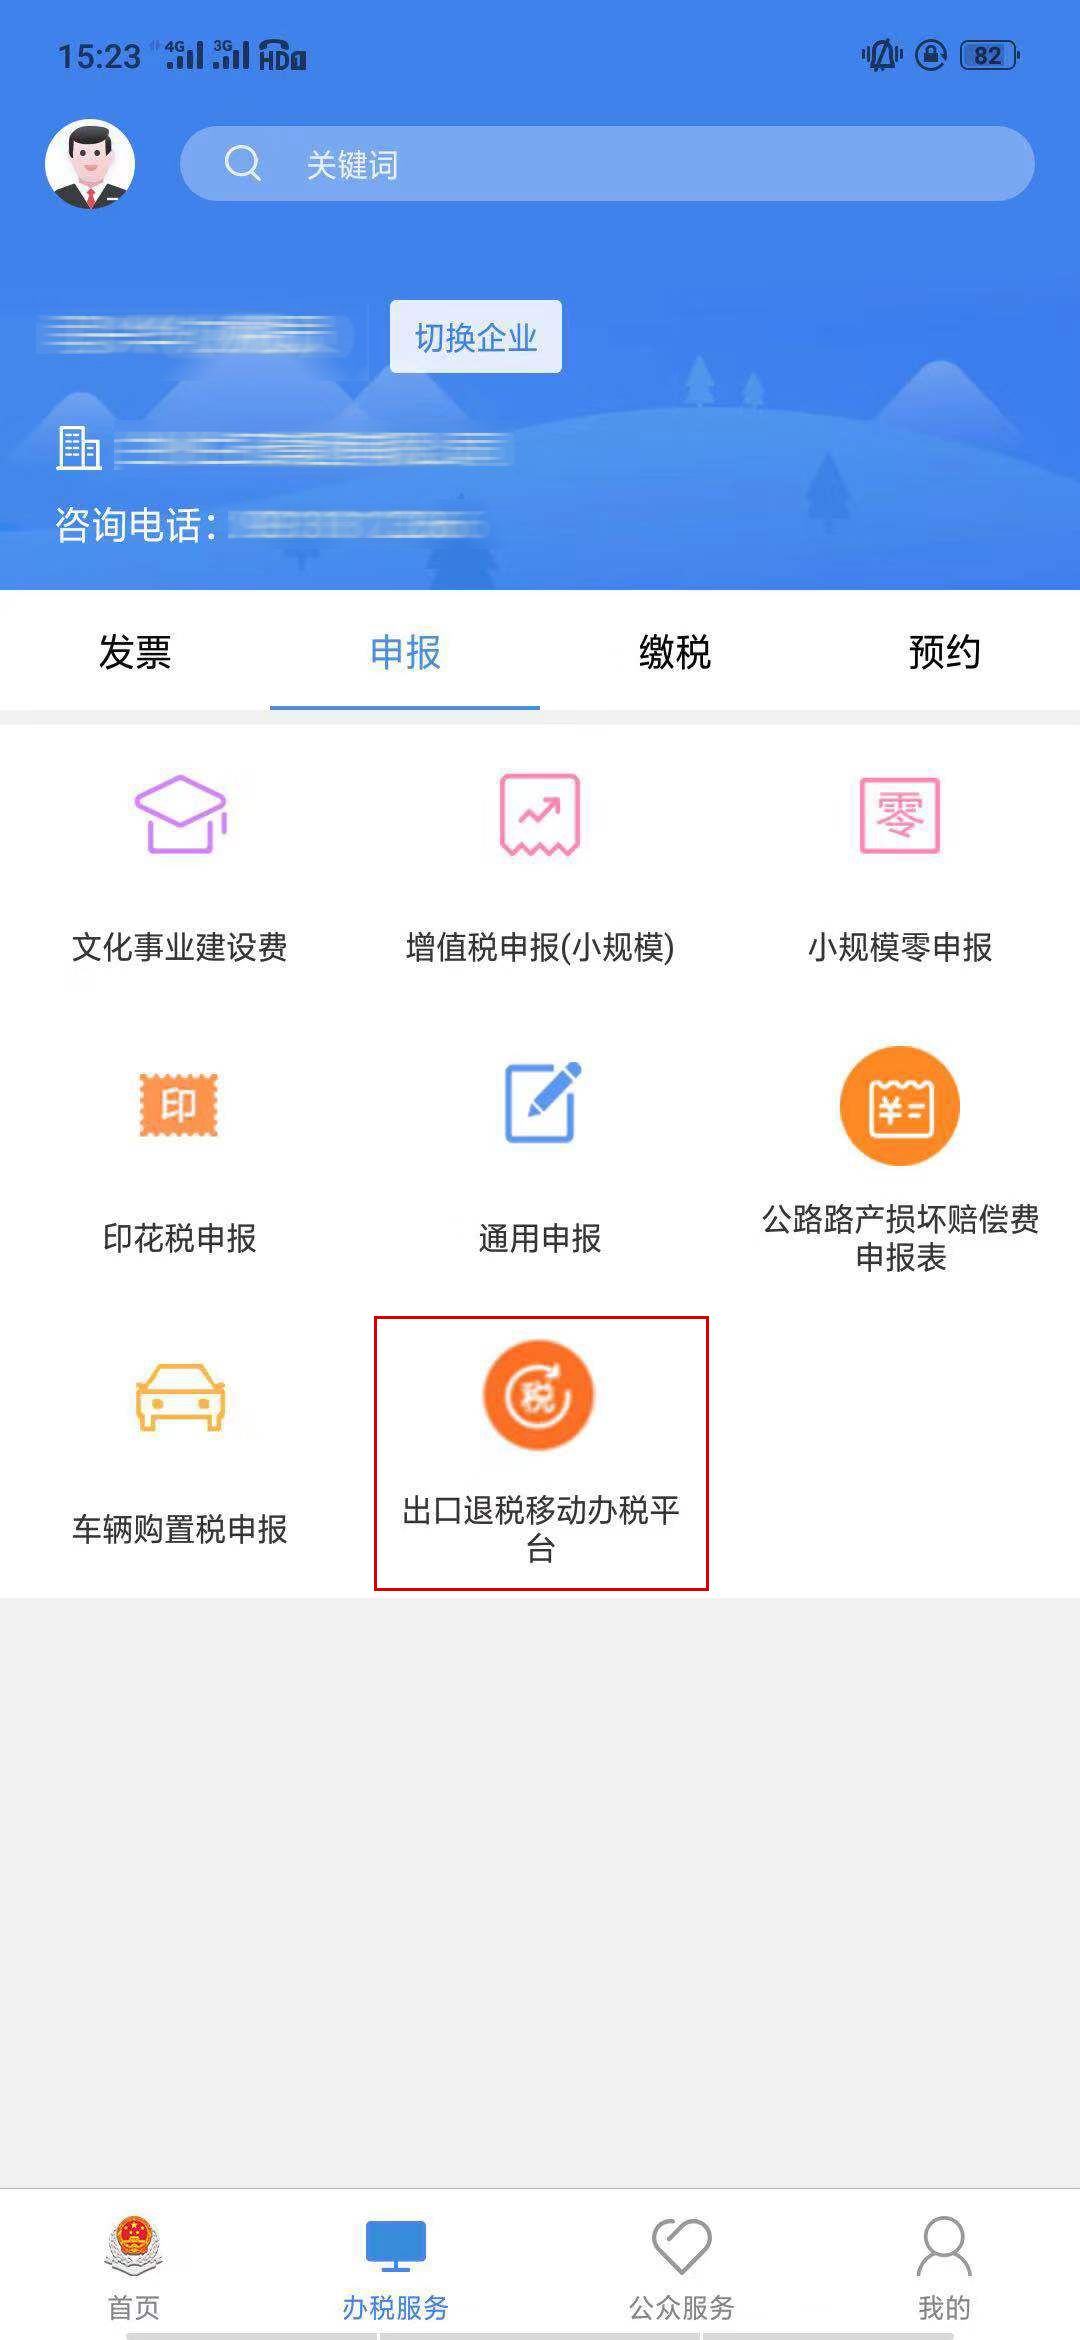 15:23 4G 3G HD1 82
关键词
切换企业
咨询电话：
发票 申报 缴税 预约
零
文化事业建设费 增值税申报(小规模) 小规模零申报
印
¥
印花税申报 通用申报 公路路产损坏赔偿费
申报表
税
车辆购置税申报 出口退税移动办税平
台
首页 办税服务 公众服务 我的